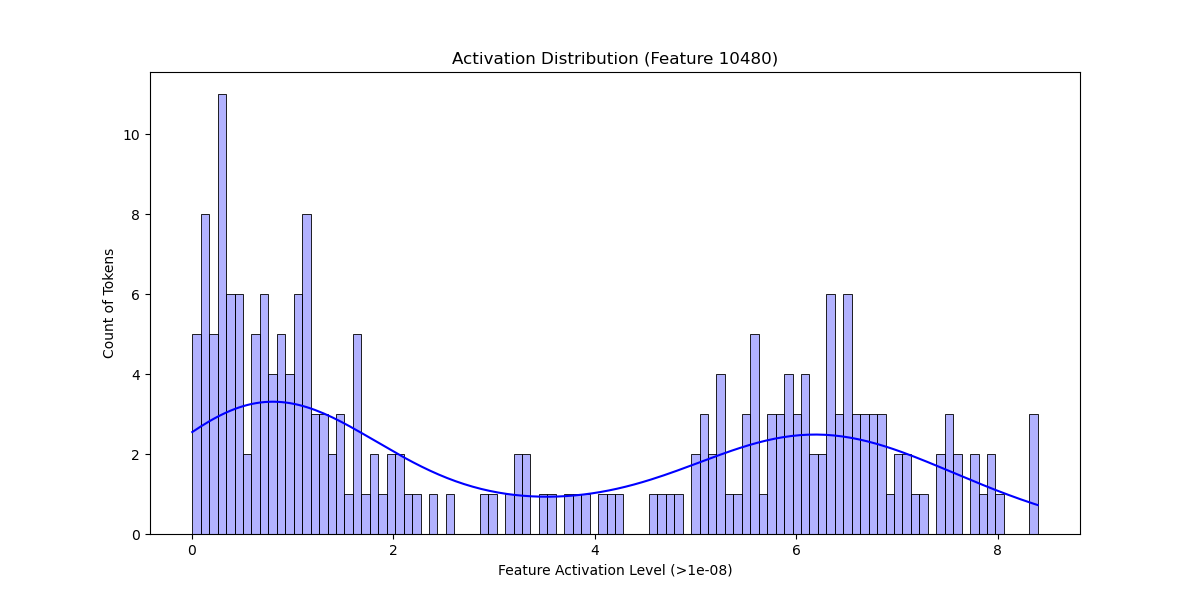 Activation Distribution (Feature 10480)
Count of Tokens
10
8
6
4
2
0
0 2 4 6 8
Feature Activation Level (>1e-08)